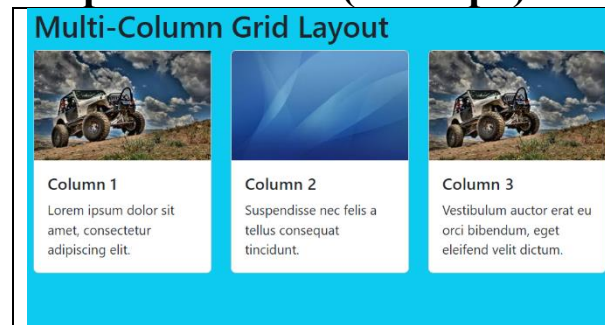 Multi-Column Grid Layout
Column 1
Lorem ipsum dolor sit
amet, consectetur
adipiscing elit.
Column 2
Suspendisse nec felis a
tellus consequat
tincidunt.
Column 3
Vestibulum auctor erat eu
orci bibendum, eget
eleifend velit dictum.